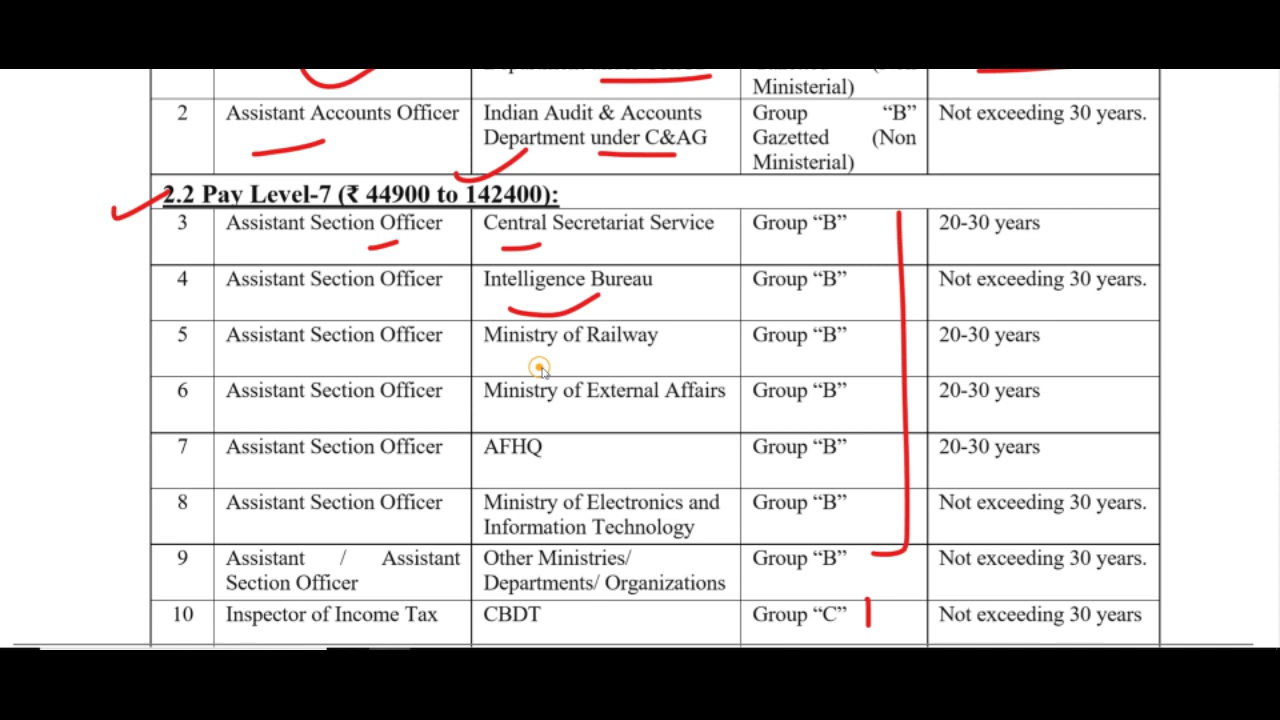 Ministerial)
2 Assistant Accounts Officer Indian Audit & Accounts Group “B” Not exceeding 30 years.
Department under C&AG Gazetted (Non
Ministerial)
2.2 Pay Level-7 (₹ 44900 to 142400):
3 Assistant Section Officer Central Secretariat Service Group “B” 20-30 years
4 Assistant Section Officer Intelligence Bureau Group “B” Not exceeding 30 years.
5 Assistant Section Officer Ministry of Railway Group “B” 20-30 years
6 Assistant Section Officer Ministry of External Affairs Group “B” 20-30 years
7 Assistant Section Officer AFHQ Group “B” 20-30 years
8 Assistant Section Officer Ministry of Electronics and Group “B” Not exceeding 30 years.
Information Technology
9 Assistant / Assistant Other Ministries/ Group “B” Not exceeding 30 years.
Section Officer Departments/ Organizations
10 Inspector of Income Tax CBDT Group “C” Not exceeding 30 years